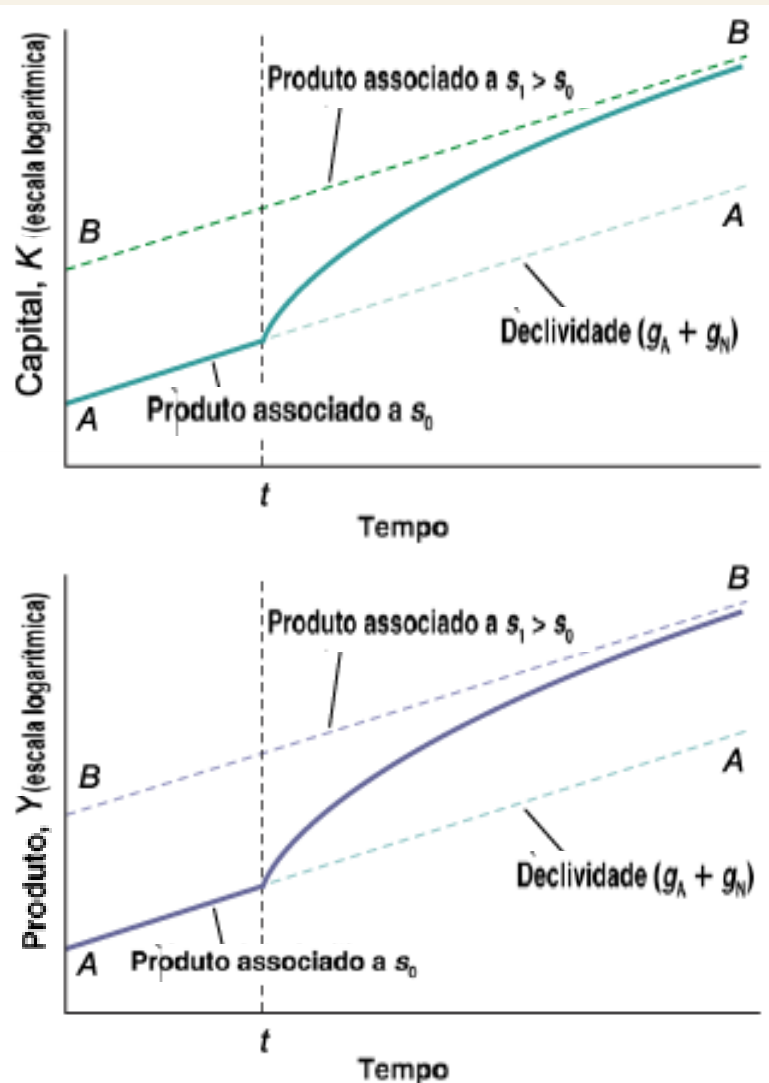 B
Produto associado a s₁ > s₀
Capital, K ((escala logarítmica)
B
A
Declividade (gₐ + gₙ)
A
Produto associado a s₀
t
Tempo
B
Produto associado a s₁ > s₀
Produto, Y(escala logarítmica)
B
A
Declividade (gₐ + gₙ)
A
Produto associado a s₀
t
Tempo